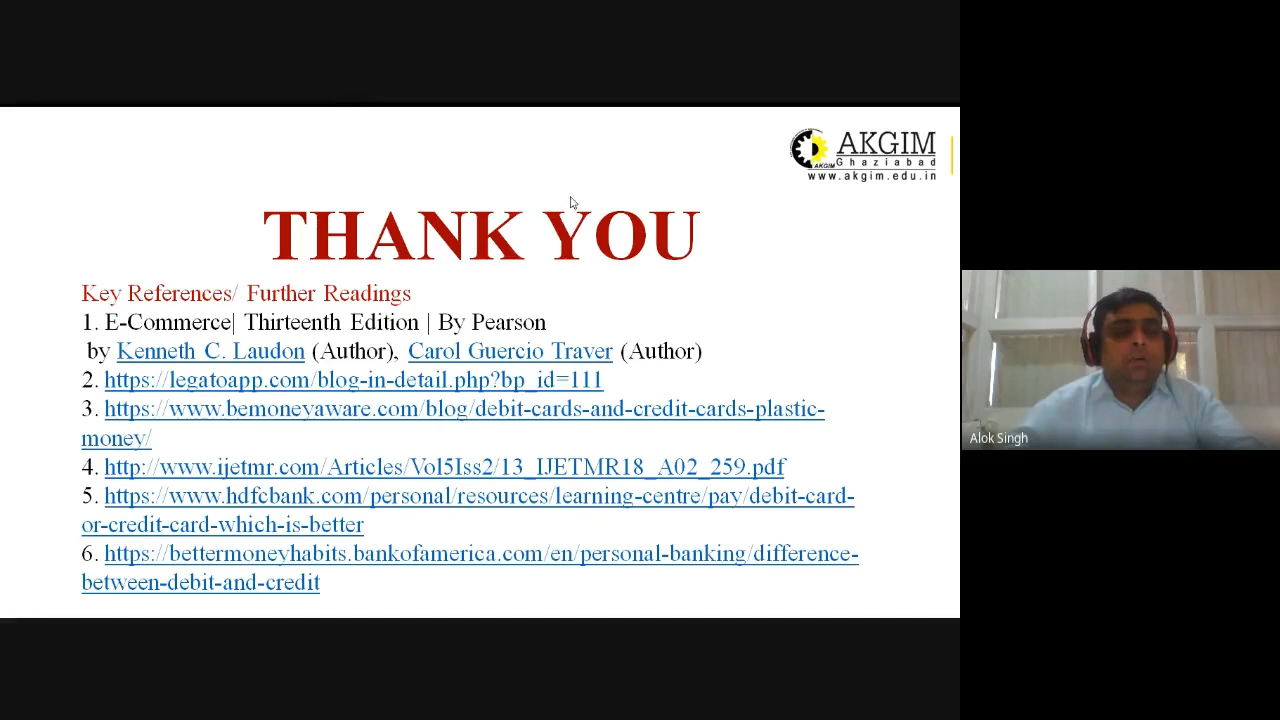 AKGIM
Ghaziabad
AKGIM
www.akgim.edu.in
THANK YOU
Key References/ Further Readings
1. E-Commerce| Thirteenth Edition | By Pearson
by Kenneth C. Laudon (Author), Carol Guercio Traver (Author)
2. https://legatoapp.com/blog-in-detail.php?bp_id=111
3. https://www.bemoneyaware.com/blog/debit-cards-and-credit-cards-plastic-
money/
4. http://www.ijetmr.com/Articles/Vol5Iss2/13_IJETMR18_A02_259.pdf
5. https://www.hdfcbank.com/personal/resources/learning-centre/pay/debit-card-
or-credit-card-which-is-better
6. https://bettermoneyhabits.bankofamerica.com/en/personal-banking/difference-
between-debit-and-credit
Alok Singh